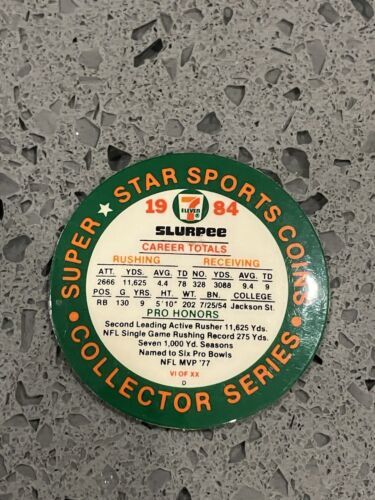 SUPER ★ STAR SPORTS COINS
• COLLECTOR SERIES •
19 84
7
ELEVEN
®
SLURPEE
CAREER TOTALS
RUSHING RECEIVING
ATT. YDS. AVG. TD NO. YDS. AVG. TD
2666 11,625 4.4 78 328 3088 9.4 9
POS. G YRS. HT. WT. BORN COLLEGE
RB 130 9 5' 10" 202 7/25/54 Jackson St.
PRO HONORS
Second Leading Active Rusher 11,625 Yds.
NFL Single Game Rushing Record 275 Yds.
Seven 1,000 Yd. Seasons
Named to Six Pro Bowls
NFL MVP '77
VI OF XX
D